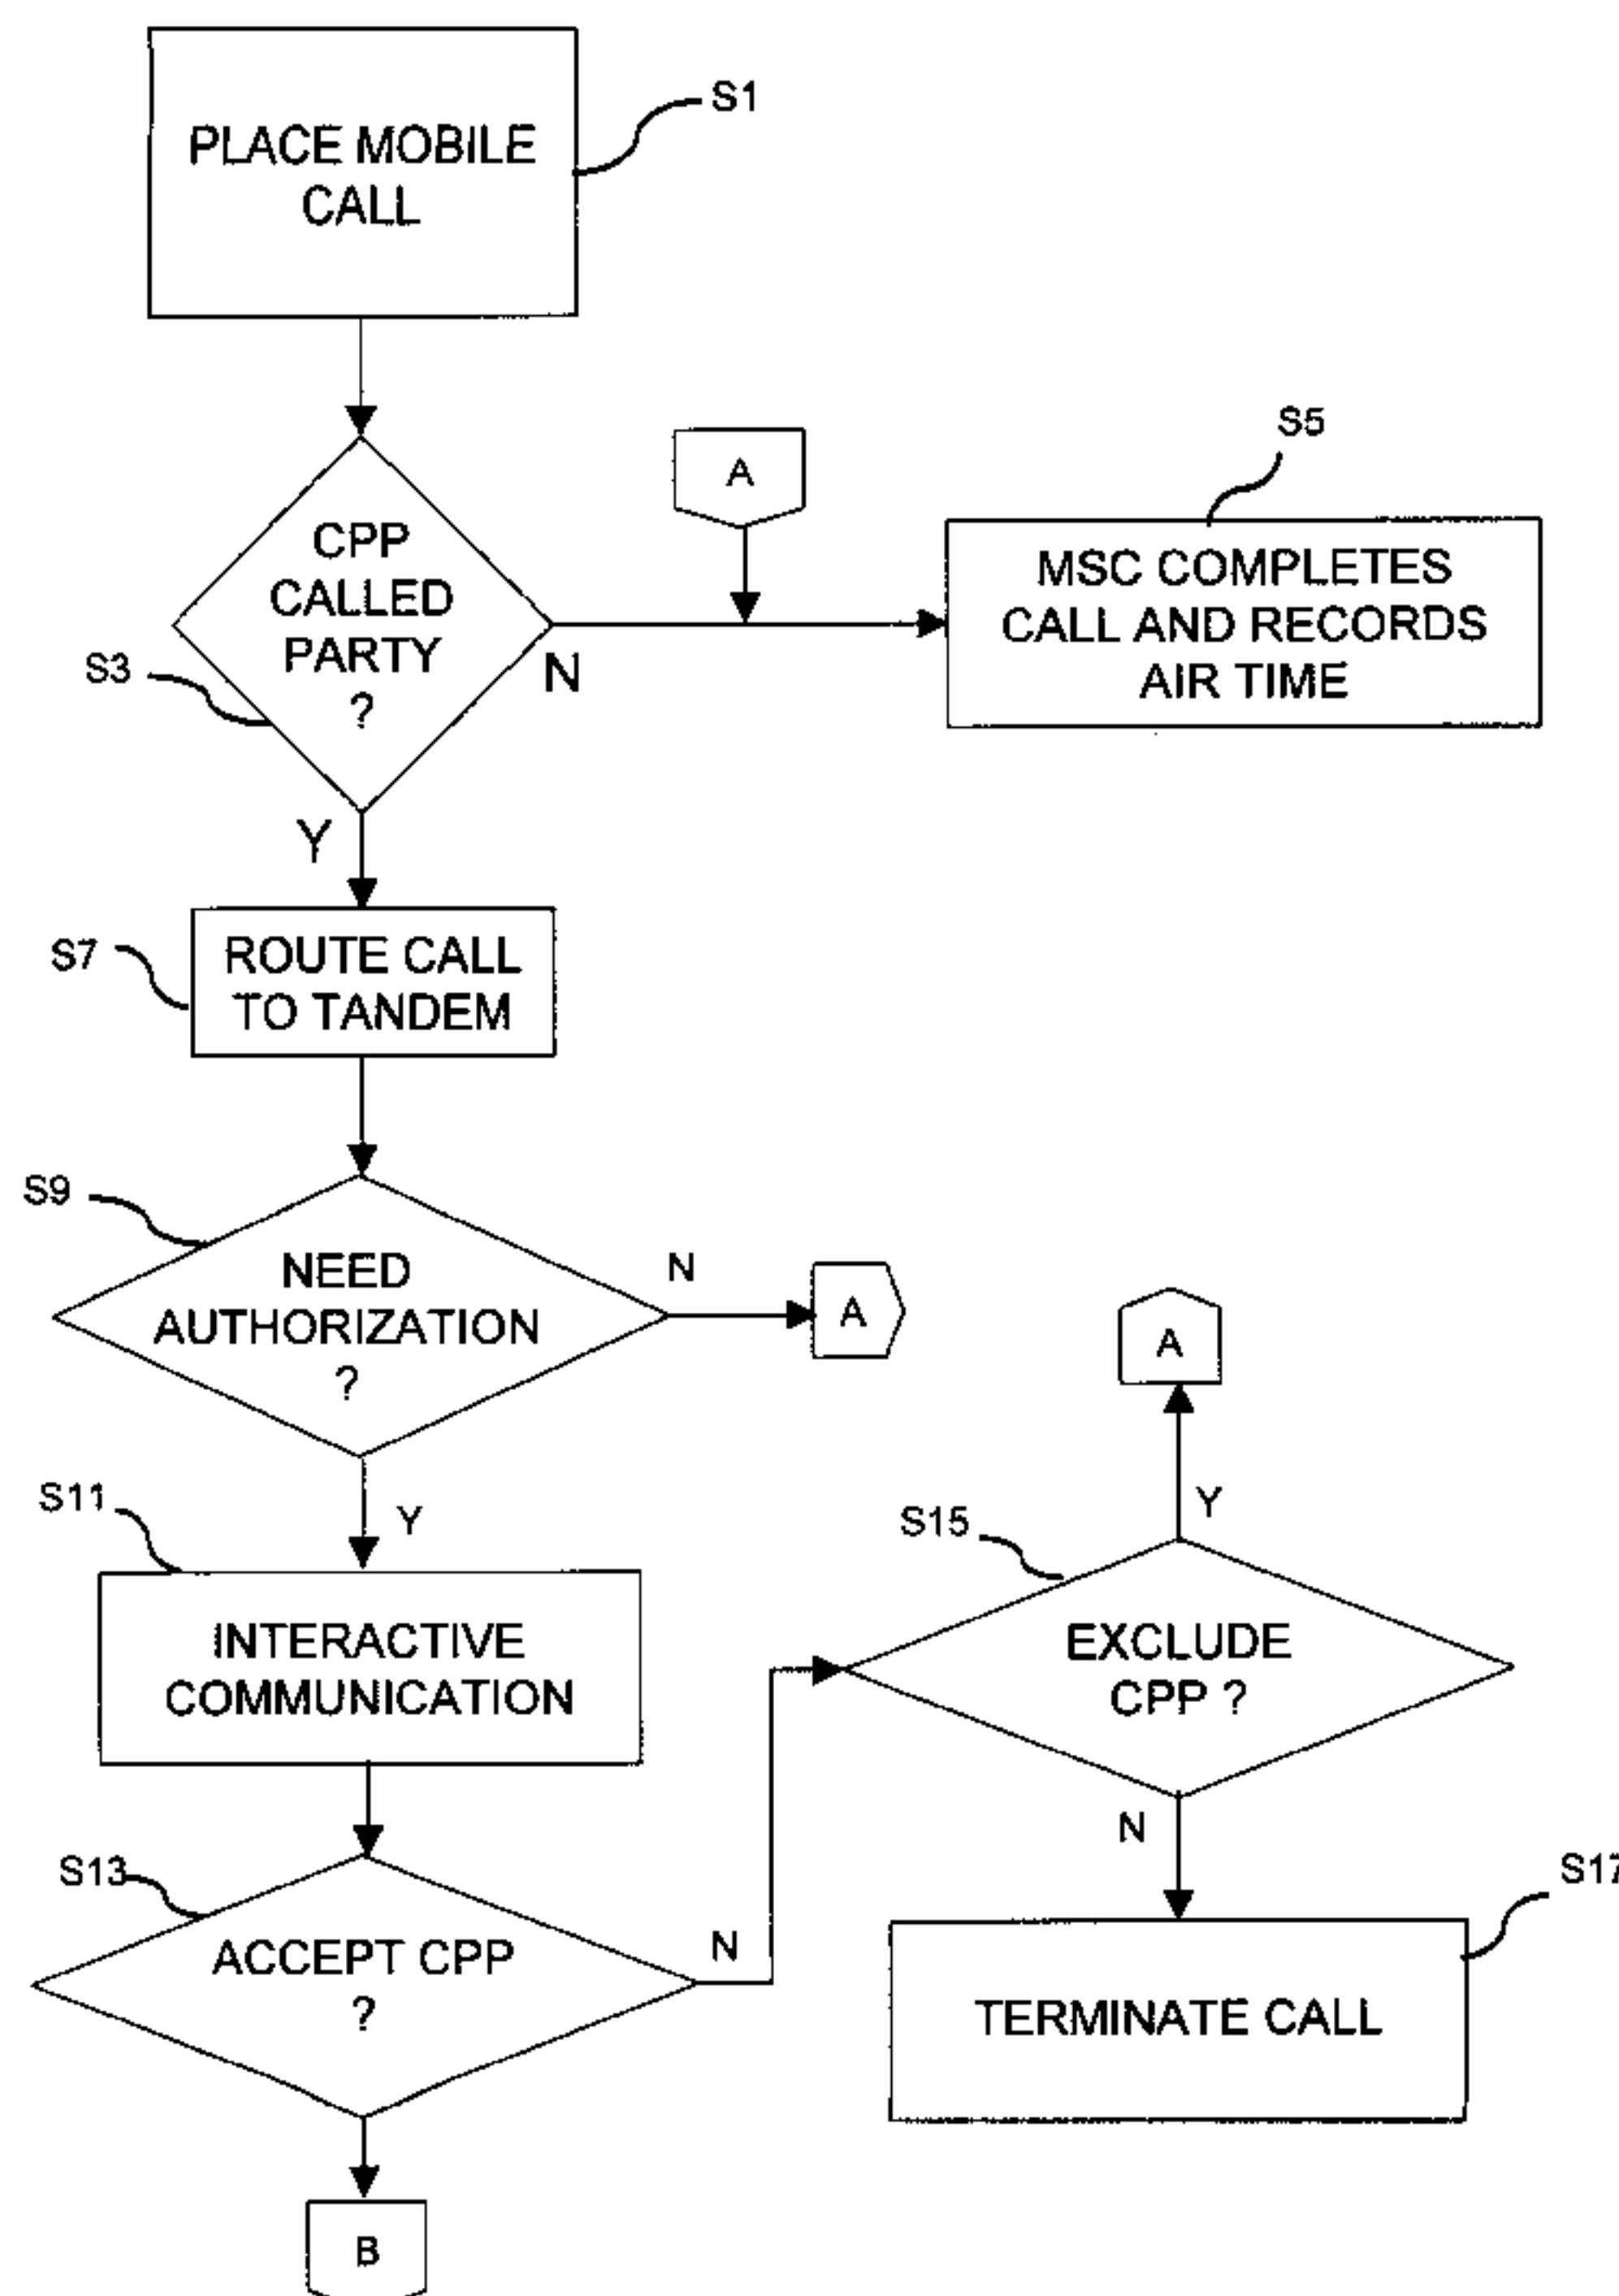 PLACE MOBILE
CALL
S1
CPP
CALLED
PARTY
?
S3
N
A
S5
MSC COMPLETES
CALL AND RECORDS
AIR TIME
Y
S7
ROUTE CALL
TO TANDEM
S9
NEED
AUTHORIZATION
?
N
A
A
Y
S11
INTERACTIVE
COMMUNICATION
S15
Y
EXCLUDE
CPP ?
N
S13
ACCEPT CPP
?
N
S17
TERMINATE CALL
B